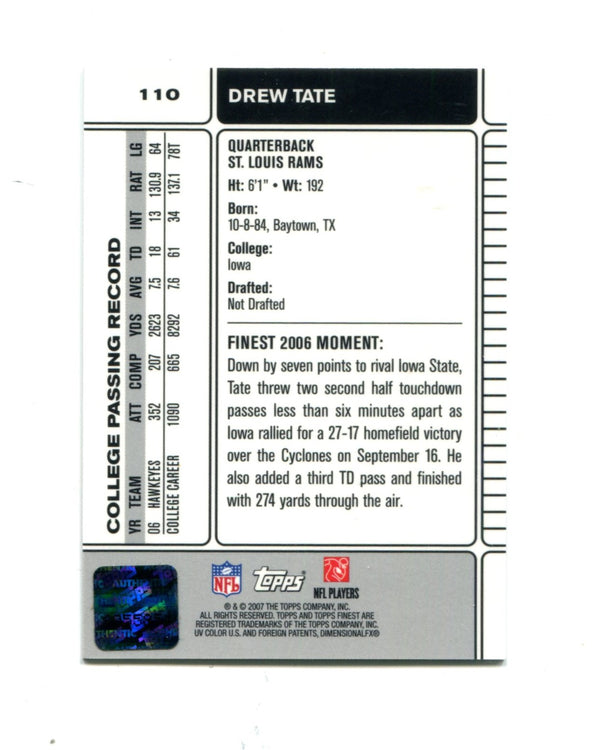 110
DREW TATE
QUARTERBACK
ST. LOUIS RAMS
Ht: 6'1" • Wt: 192
Born:
10-8-84, Baytown, TX
College:
Iowa
Drafted:
Not Drafted
FINEST 2006 MOMENT:
Down by seven points to rival Iowa State,
Tate threw two second half touchdown
passes less than six minutes apart as
Iowa rallied for a 27-17 homefield victory
over the Cyclones on September 16. He
also added a third TD pass and finished
with 274 yards through the air.
COLLEGE PASSING RECORD
YR TEAM ATT COMP YDS AVG TD INT RAT LG
06 HAWKEYES 352 207 2623 7.5 18 13 130.9 64
COLLEGE CAREER 1090 665 8292 7.6 61 34 137.1 78T
NFL
Topps
NFL PLAYERS
® & © 2007 THE TOPPS COMPANY, INC.
ALL RIGHTS RESERVED. TOPPS AND TOPPS FINEST ARE
REGISTERED TRADEMARKS OF THE TOPPS COMPANY, INC.
UV COLOR U.S. AND FOREIGN PATENTS, DIMENSIONALFX®